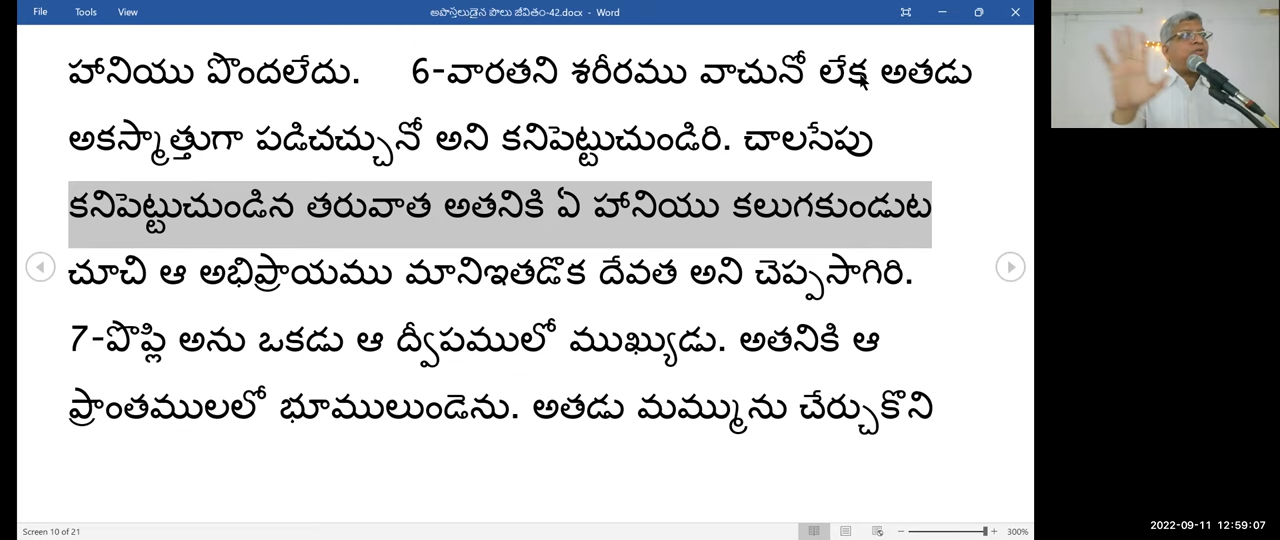 File Tools View అపొస్తలుడైన పౌలు జీవితం-42.docx - Word
హానియు పొందలేదు. 6-వారతని శరీరము వాచునో లేక అతడు
అకస్మాత్తుగా పడిచచ్చునో అని కనిపెట్టుచుండిరి. చాలసేపు
కనిపెట్టుచుండిన తరువాత అతనికి ఏ హానియు కలుగకుండుట
చూచి ఆ అభిప్రాయము మానిఇతడొక దేవత అని చెప్పసాగిరి.
7-పొప్లి అను ఒకడు ఆ ద్వీపములో ముఖ్యుడు. అతనికి ఆ
ప్రాంతములలో భూములుండెను. అతడు మమ్మును చేర్చుకొని
Screen 10 of 21 300%
2022-09-11 12:59:07